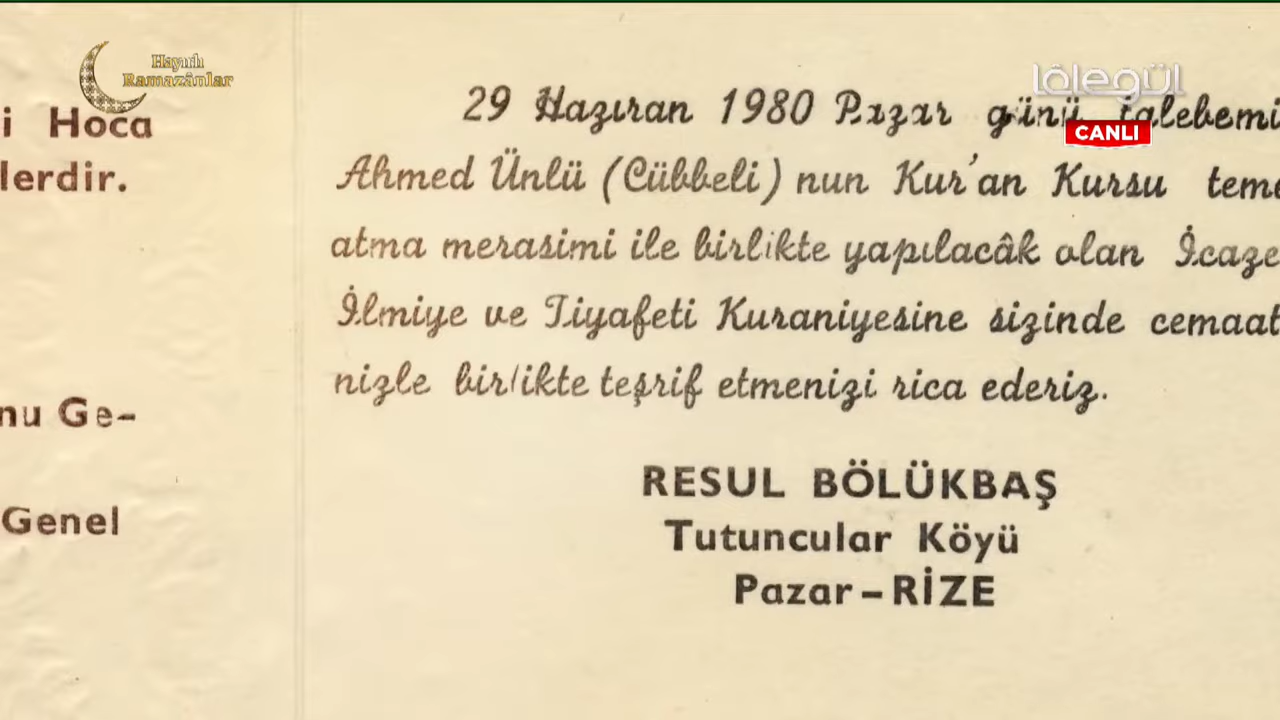 Hayırlı
Ramazânlar
lâlegül
CANLI
i Hoca
lerdir.
nu Ge-
Genel
29 Haziran 1980 Pazar günü talebemi
Ahmed Ünlü (Cübbeli) nun Kur'an Kursu teme
atma merasimi ile birlikte yapılacâk olan İcaze
İlmiye ve Tiyafeti Kuraniyesine sizinde cemaat
nizle birlikte teşrif etmenizi rica ederiz.
RESUL BÖLÜKBAŞ
Tutuncular Köyü
Pazar-RİZE